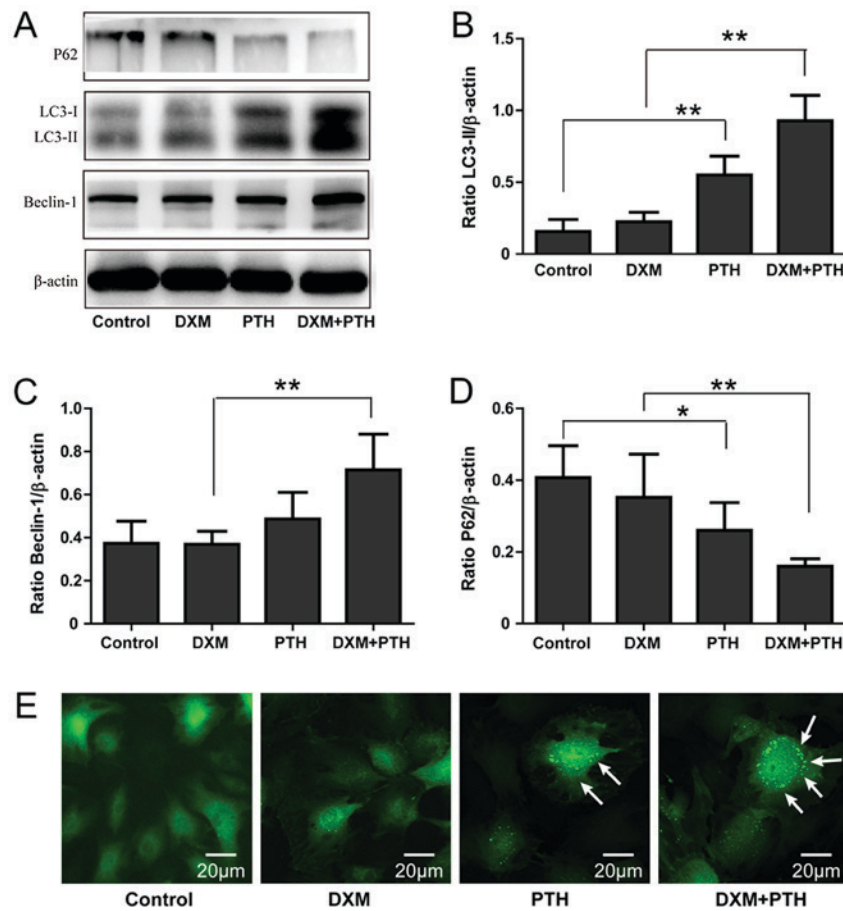 A
P62
LC3-I
LC3-II
Beclin-1
β-actin
Control DXM PTH DXM+PTH
B
Ratio LC3-II/β-actin
1.5
1.0
0.5
0
**
**
Control DXM PTH DXM+PTH
C
Ratio Beclin-1/β-actin
1.0
0.8
0.6
0.4
0.2
0
**
Control DXM PTH DXM+PTH
D
Ratio P62/β-actin
0.6
0.4
0.2
0
**
*
Control DXM PTH DXM+PTH
E
20μm 20μm 20μm 20μm
Control DXM PTH DXM+PTH